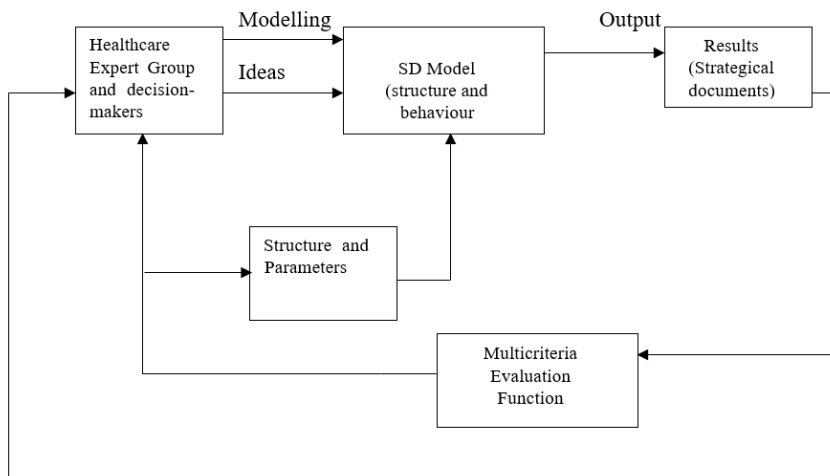 Modelling
Output
Healthcare
Expert Group
and decision-
makers
Ideas
SD Model
(structure and
behaviour
Results
(Strategical
documents)
Structure and
Parameters
Multicriteria
Evaluation
Function